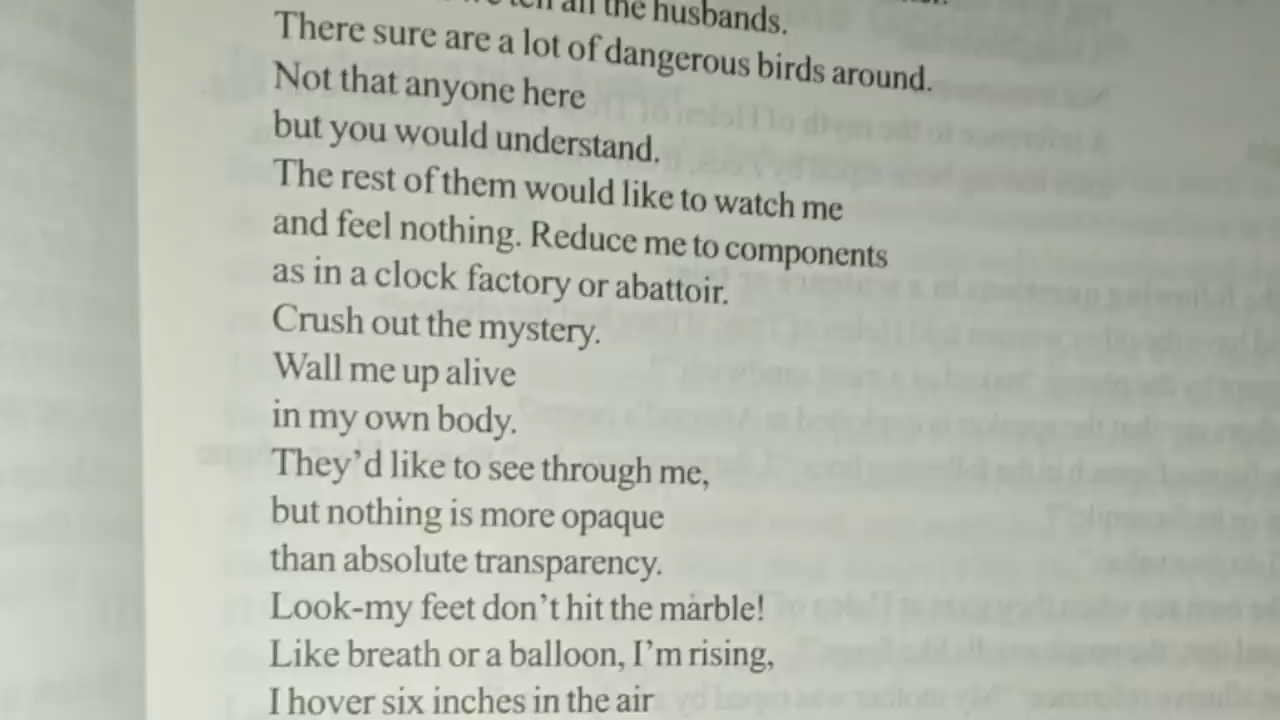 all the husbands.
There sure are a lot of dangerous birds around.
Not that anyone here
but you would understand.
The rest of them would like to watch me
and feel nothing. Reduce me to components
as in a clock factory or abattoir.
Crush out the mystery.
Wall me up alive
in my own body.
They’d like to see through me,
but nothing is more opaque
than absolute transparency.
Look-my feet don’t hit the marble!
Like breath or a balloon, I’m rising,
I hover six inches in the air